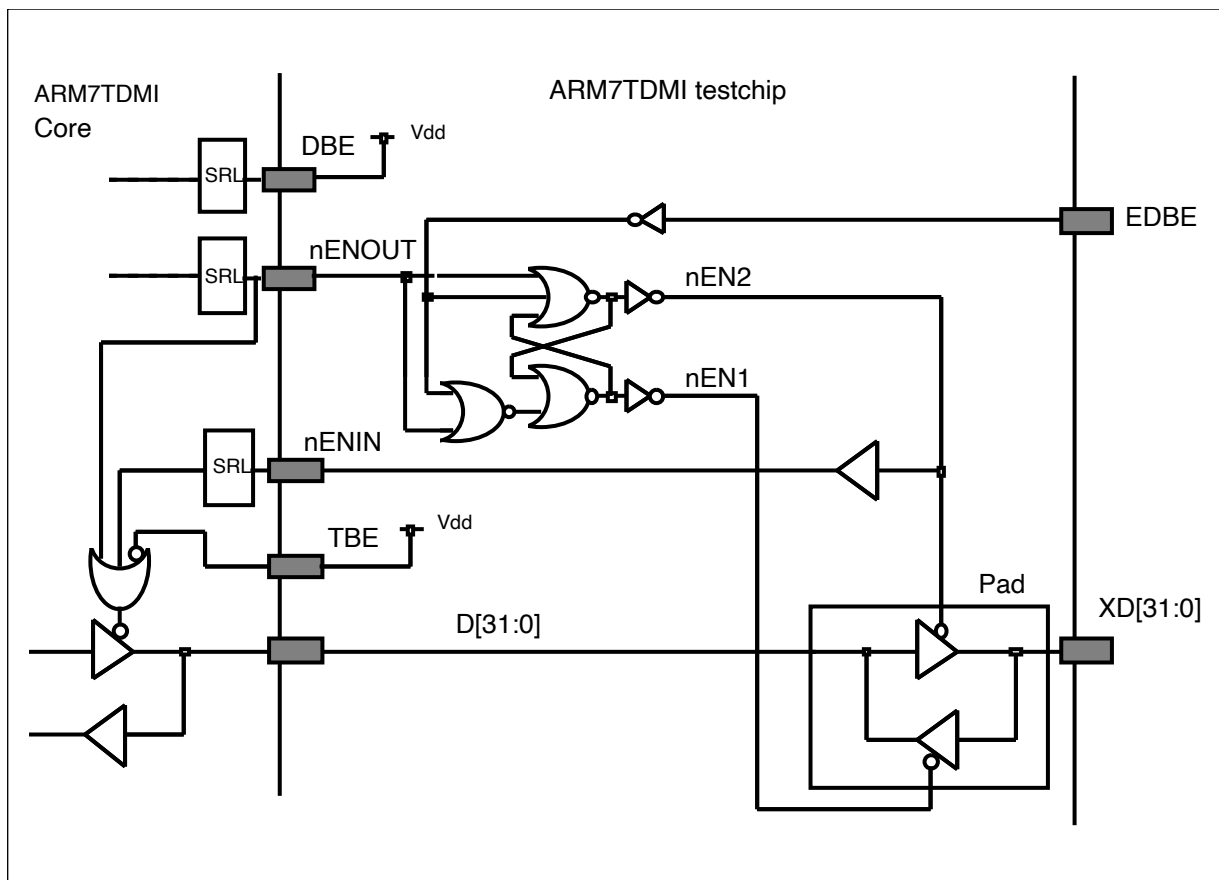 ARM7TDMI
Core
ARM7TDMI testchip
Vdd
DBE
SRL
EDBE
nENOUT
SRL
nEN2
nEN1
nENIN
SRL
Vdd
TBE
Pad
XD[31:0]
D[31:0]